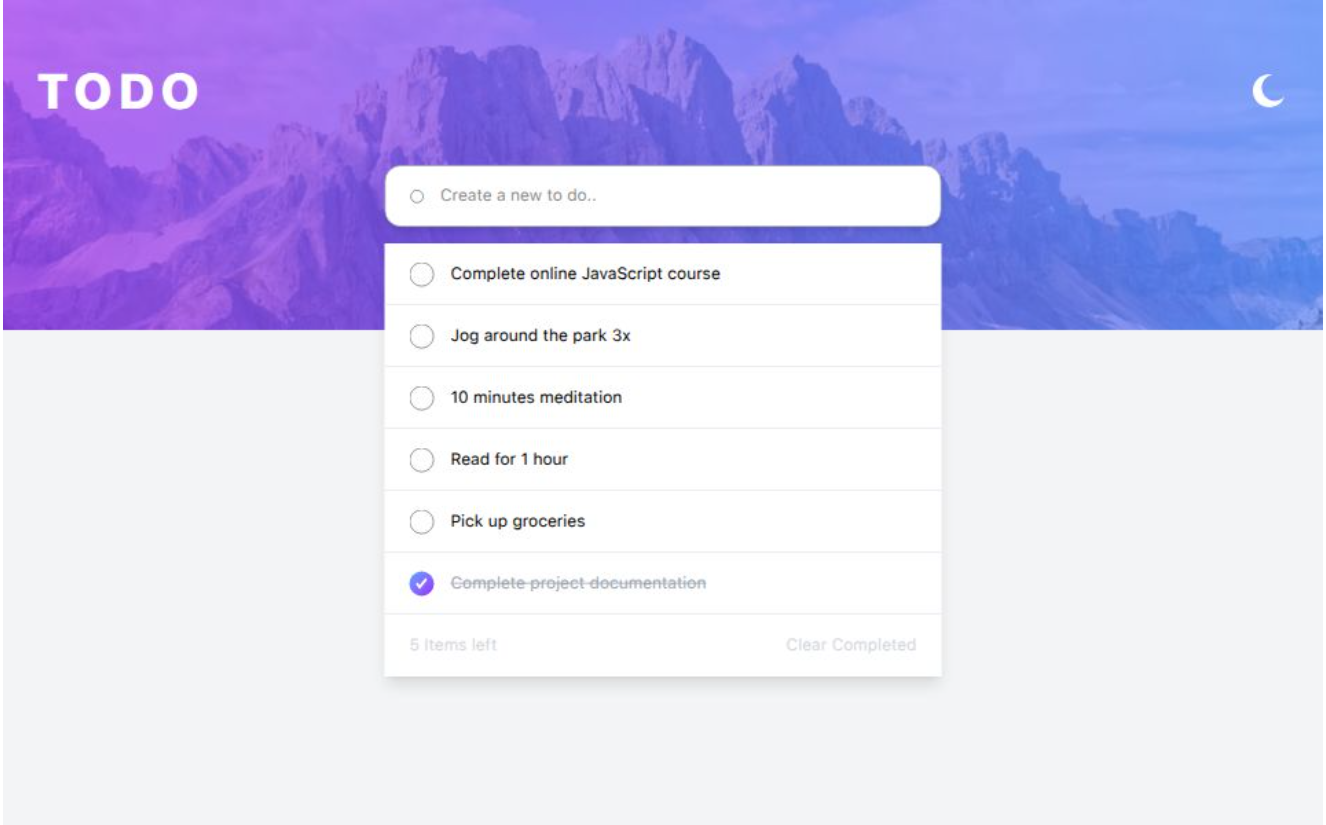 TODO
Create a new to do..
Complete online JavaScript course
Jog around the park 3x
10 minutes meditation
Read for 1 hour
Pick up groceries
Complete project documentation
5 Items left
Clear Completed